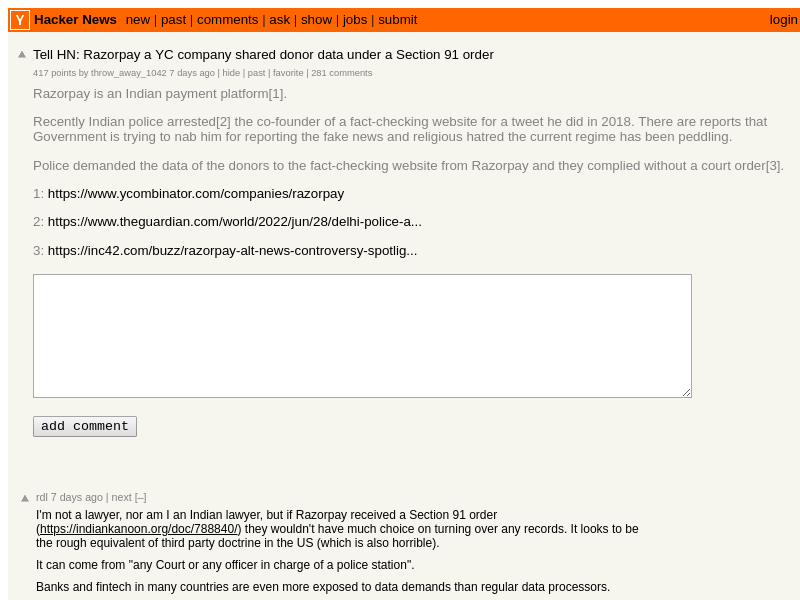 Y Hacker News new | past | comments | ask | show | jobs | submit login
Tell HN: Razorpay a YC company shared donor data under a Section 91 order
417 points by throw_away_1042 7 days ago | hide | past | favorite | 281 comments
Razorpay is an Indian payment platform[1].
Recently Indian police arrested[2] the co-founder of a fact-checking website for a tweet he did in 2018. There are reports that
Government is trying to nab him for reporting the fake news and religious hatred the current regime has been peddling.
Police demanded the data of the donors to the fact-checking website from Razorpay and they complied without a court order[3].
1: https://www.ycombinator.com/companies/razorpay
2: https://www.theguardian.com/world/2022/jun/28/delhi-police-a...
3: https://inc42.com/buzz/razorpay-alt-news-controversy-spotlig...
add comment
rdl 7 days ago | next [–]
I'm not a lawyer, nor am I an Indian lawyer, but if Razorpay received a Section 91 order
(https://indiankanoon.org/doc/788840/) they wouldn't have much choice on turning over any records. It looks to be
the rough equivalent of third party doctrine in the US (which is also horrible).
It can come from "any Court or any officer in charge of a police station".
Banks and fintech in many countries are even more exposed to data demands than regular data processors.